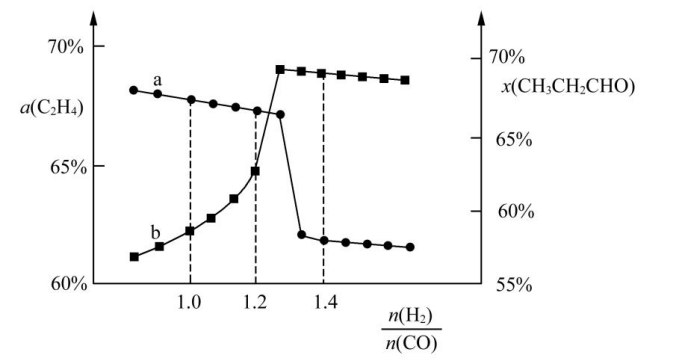 70%
a
a(C₂H₄)
65%
b
60%
1.0
1.2
1.4
n(H₂)
n(CO)
70%
x(CH₃CH₂CHO)
65%
60%
55%